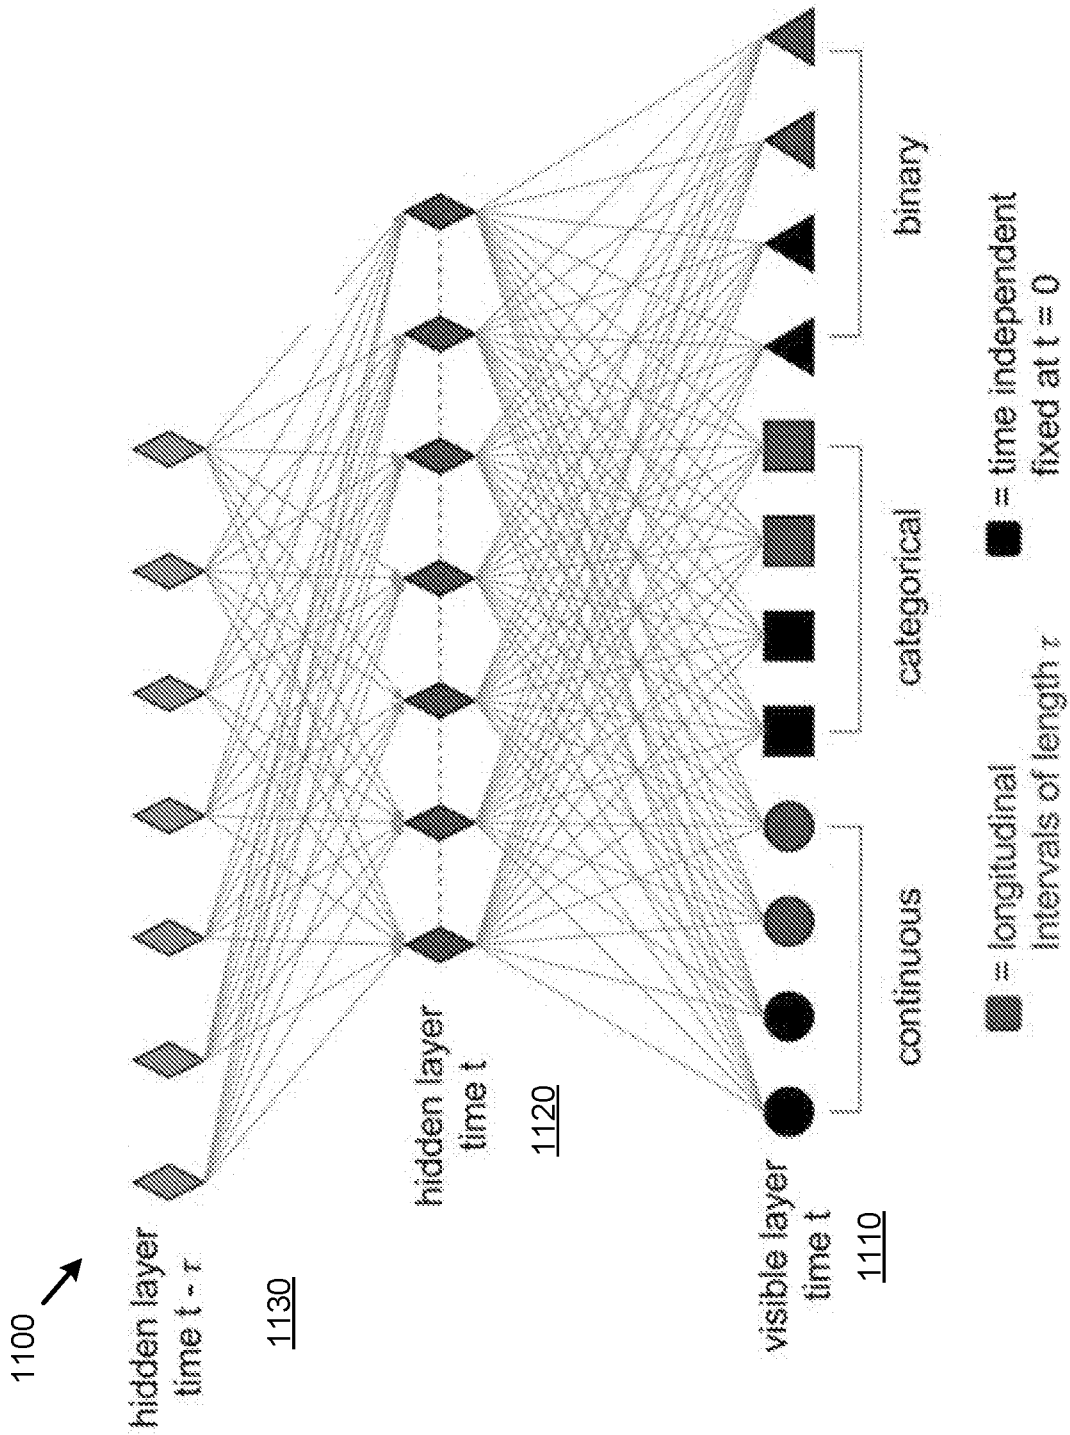 1100
hidden layer
time t - τ
1130
hidden layer
time t
1120
visible layer
time t
1110
continuous
categorical
binary
= longitudinal
Intervals of length τ
= time independent
fixed at t = 0